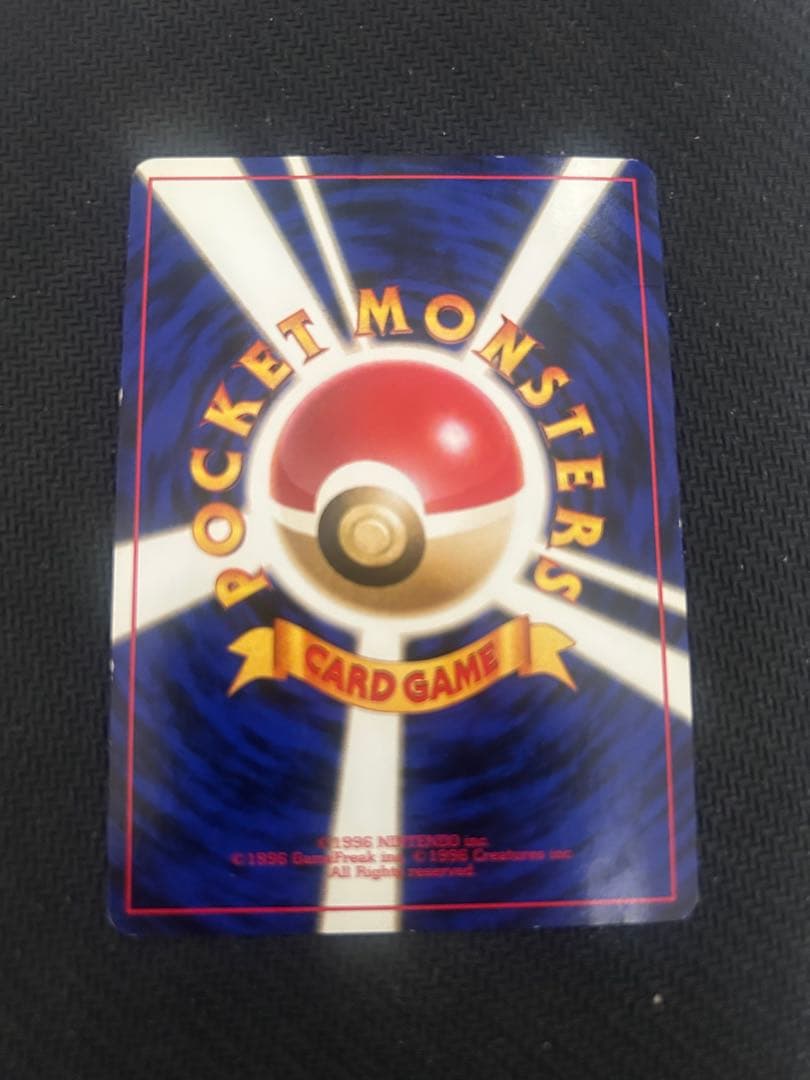 POCKET MONSTERS
CARD GAME
©1996 NINTENDO inc.
©1996 GameFreak inc. ©1996 Creatures inc.
All Rights reserved.